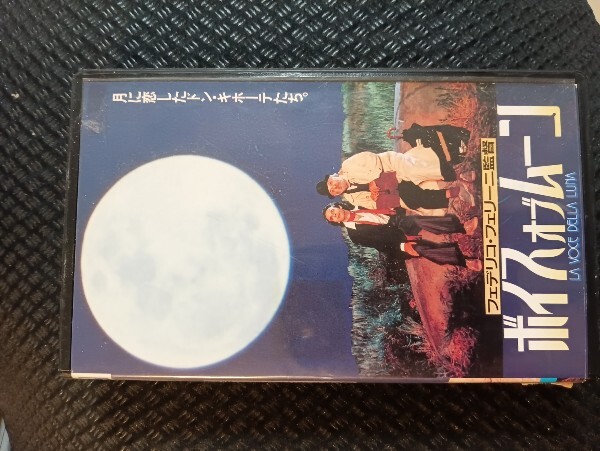 月に恋したドン・キホーテたち。
フェデリコ・フェリーニ監督
ボイス・オブ・ムーン
LA VOCE DELLA LUNA